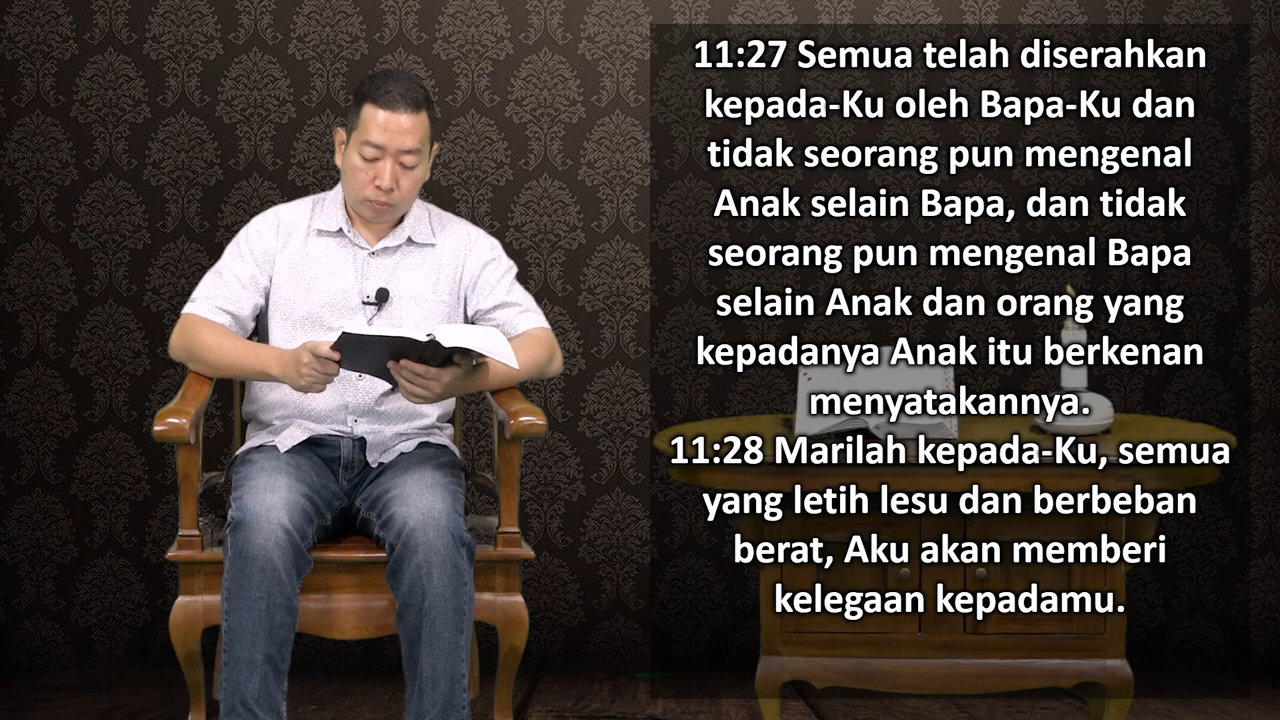 11:27 Semua telah diserahkan
kepada-Ku oleh Bapa-Ku dan
tidak seorang pun mengenal
Anak selain Bapa, dan tidak
seorang pun mengenal Bapa
selain Anak dan orang yang
kepadanya Anak itu berkenan
menyatakannya.
11:28 Marilah kepada-Ku, semua
yang letih lesu dan berbeban
berat, Aku akan memberi
kelegaan kepadamu.